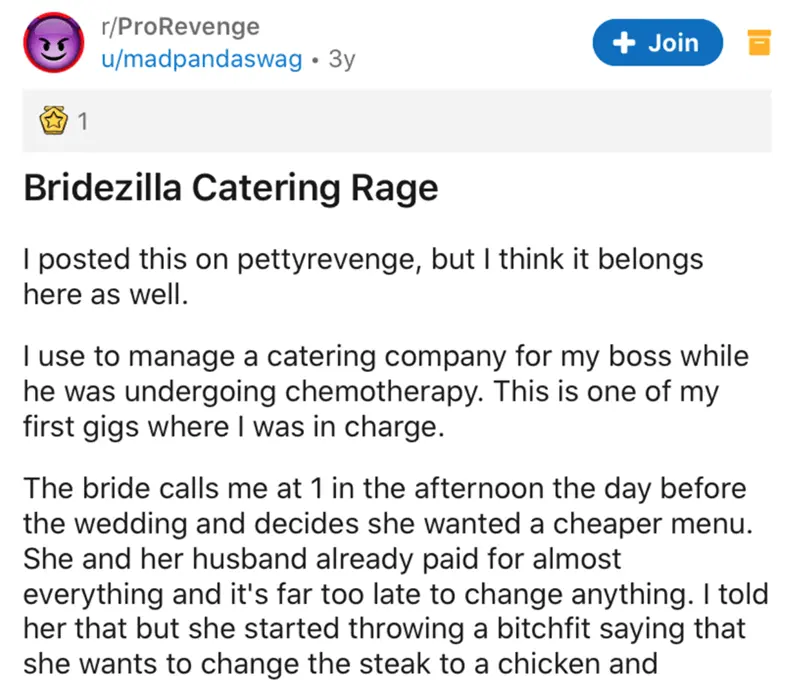 r/ProRevenge
u/madpandaswag • 3y
+ Join
1
Bridezilla Catering Rage
I posted this on pettyrevenge, but I think it belongs
here as well.
I use to manage a catering company for my boss while
he was undergoing chemotherapy. This is one of my
first gigs where I was in charge.
The bride calls me at 1 in the afternoon the day before
the wedding and decides she wanted a cheaper menu.
She and her husband already paid for almost
everything and it's far too late to change anything. I told
her that but she started throwing a bitchfit saying that
she wants to change the steak to a chicken and